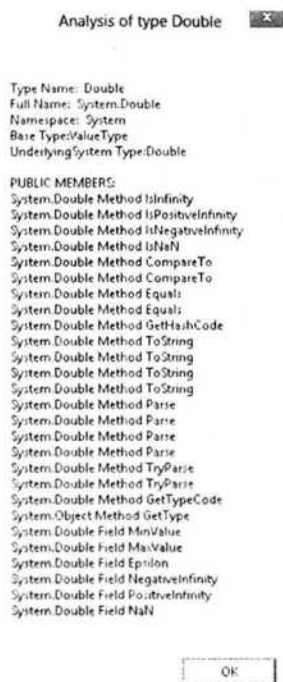 Analysis of type Double
Type Name: Double
Full Name: System.Double
Namespace: System
Base Type:ValueType
UnderlyingSystem Type:Double
PUBLIC MEMBERS:
System.Double Method IsInfinity
System.Double Method IsPositiveInfinity
System.Double Method IsNegativeInfinity
System.Double Method IsNaN
System.Double Method CompareTo
System.Double Method CompareTo
System.Double Method Equals
System.Double Method Equals
System.Double Method GetHashCode
System.Double Method ToString
System.Double Method ToString
System.Double Method ToString
System.Double Method ToString
System.Double Method Parse
System.Double Method Parse
System.Double Method Parse
System.Double Method Parse
System.Double Method TryParse
System.Double Method TryParse
System.Double Method GetTypeCode
System.Object Method GetType
System.Double Field MinValue
System.Double Field MaxValue
System.Double Field Epsilon
System.Double Field NegativeInfinity
System.Double Field PositiveInfinity
System.Double Field NaN
OK